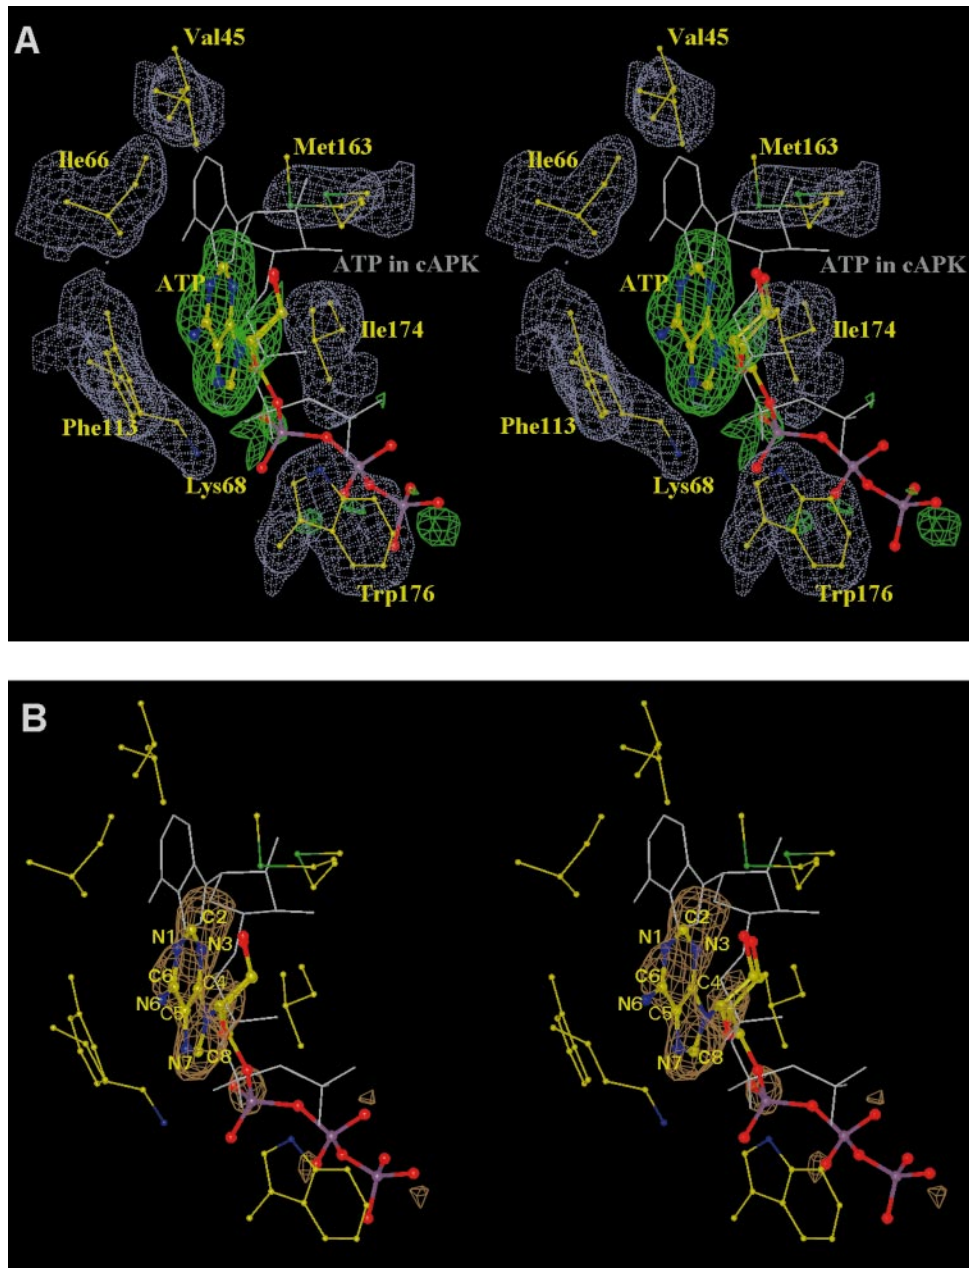 A
Val45 Val45
Ile66 Met163 Ile66 Met163
ATP ATP in cAPK ATP ATP in cAPK
Ile174 Ile174
Phe113 Phe113
Lys68 Lys68
Trp176 Trp176
B
C2 C2
N1 N3 N1 N3
C6 C4 C6 C4
N6 C5 N6 C5
N7 C8 N7 C8